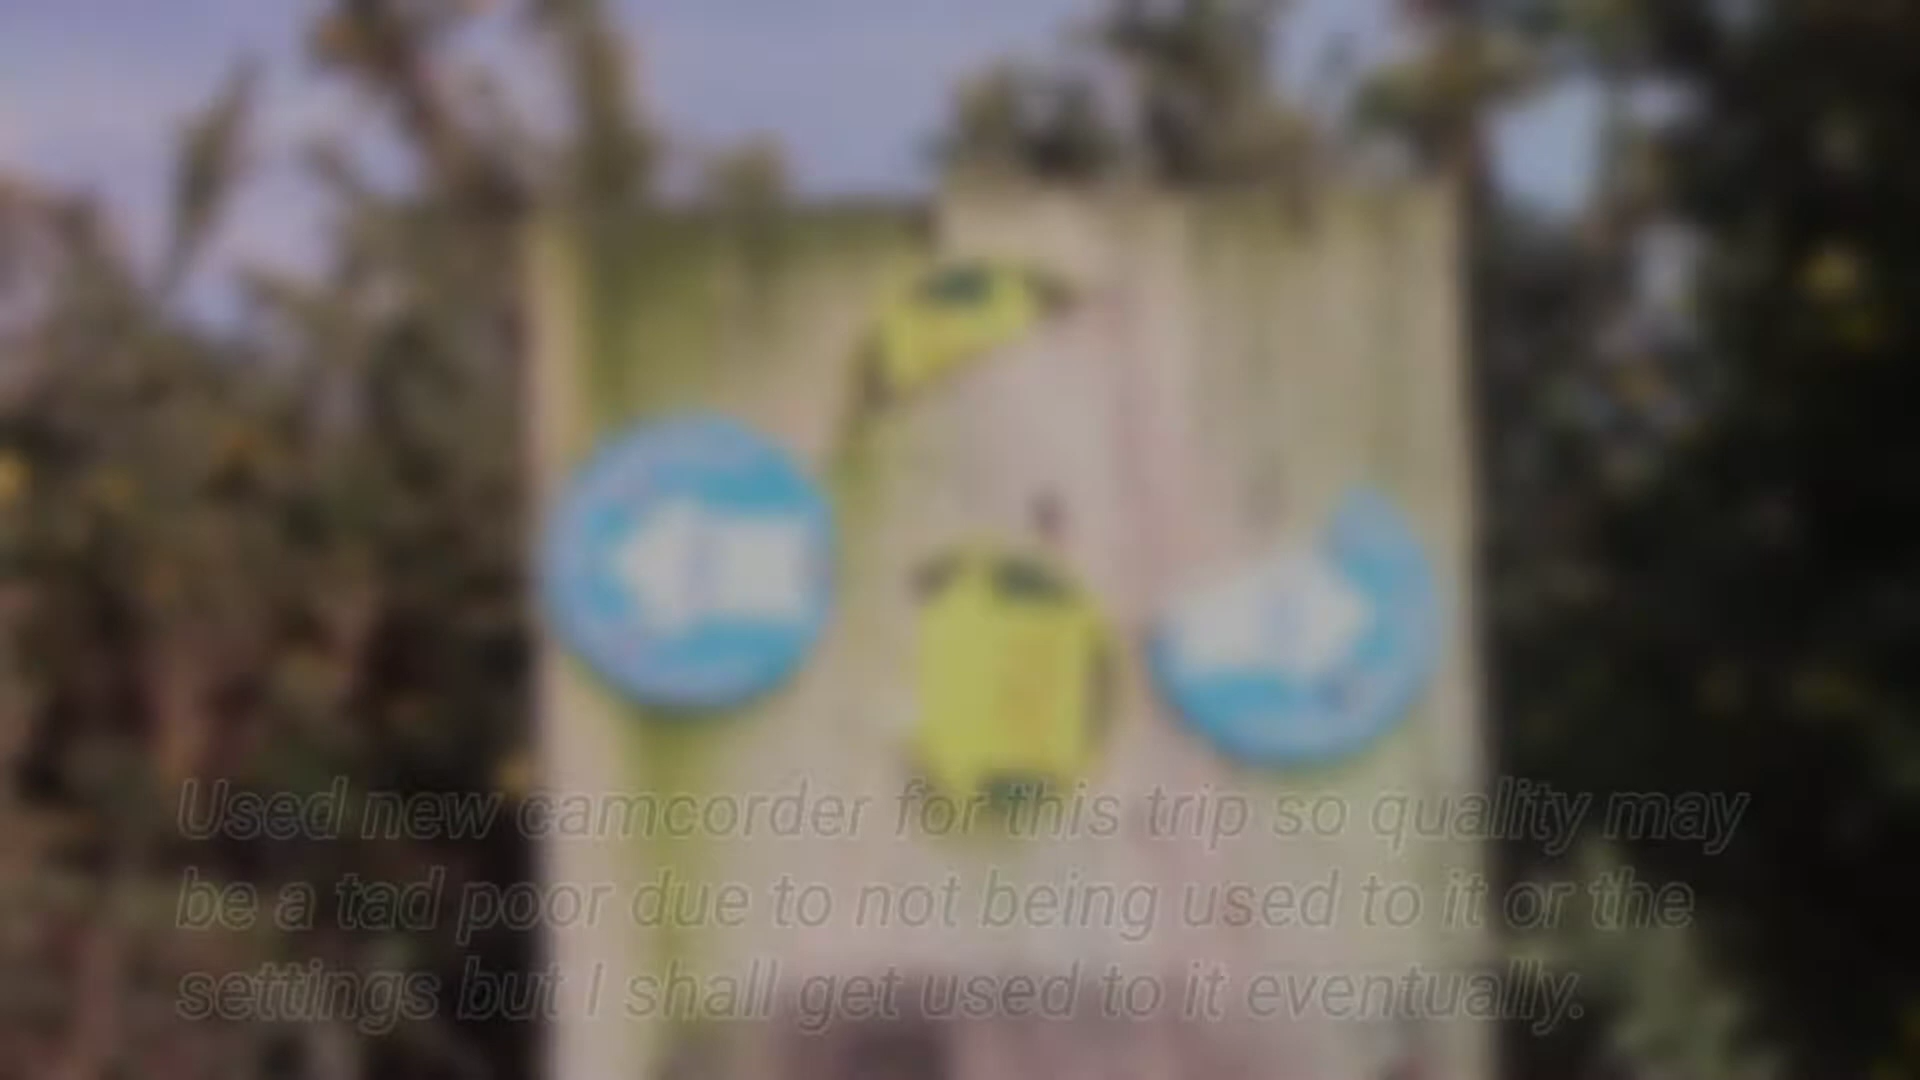 Used new camcorder for this trip so quality may
be a tad poor due to not being used to it or the
settings but I shall get used to it eventually.